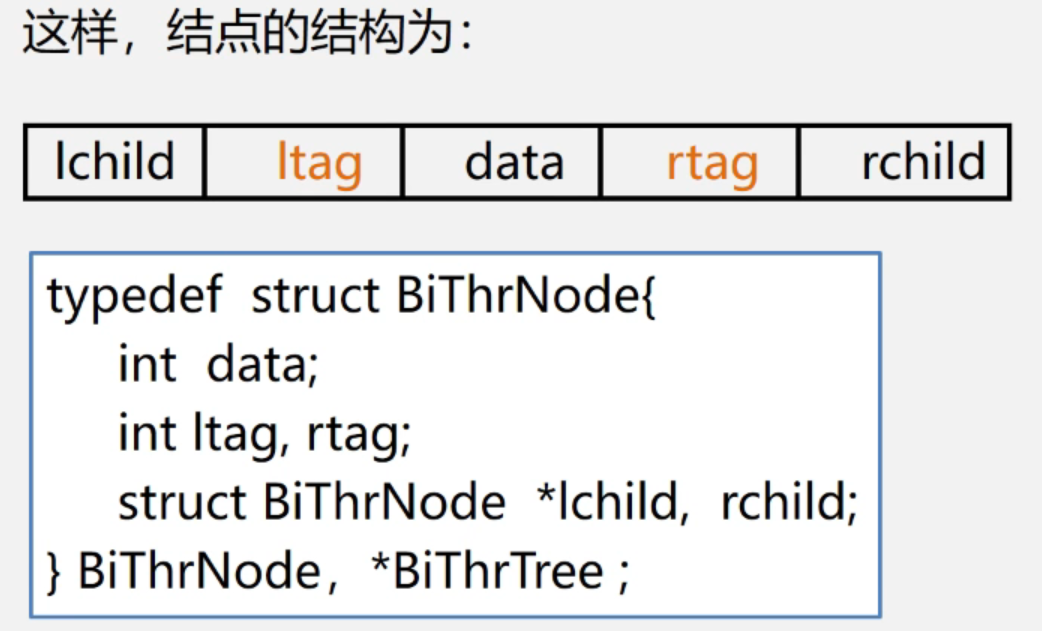 这样，结点的结构为：
lchild ltag data rtag rchild
typedef struct BiThrNode{
int data;
int ltag, rtag;
struct BiThrNode *lchild, rchild;
} BiThrNode，*BiThrTree ;